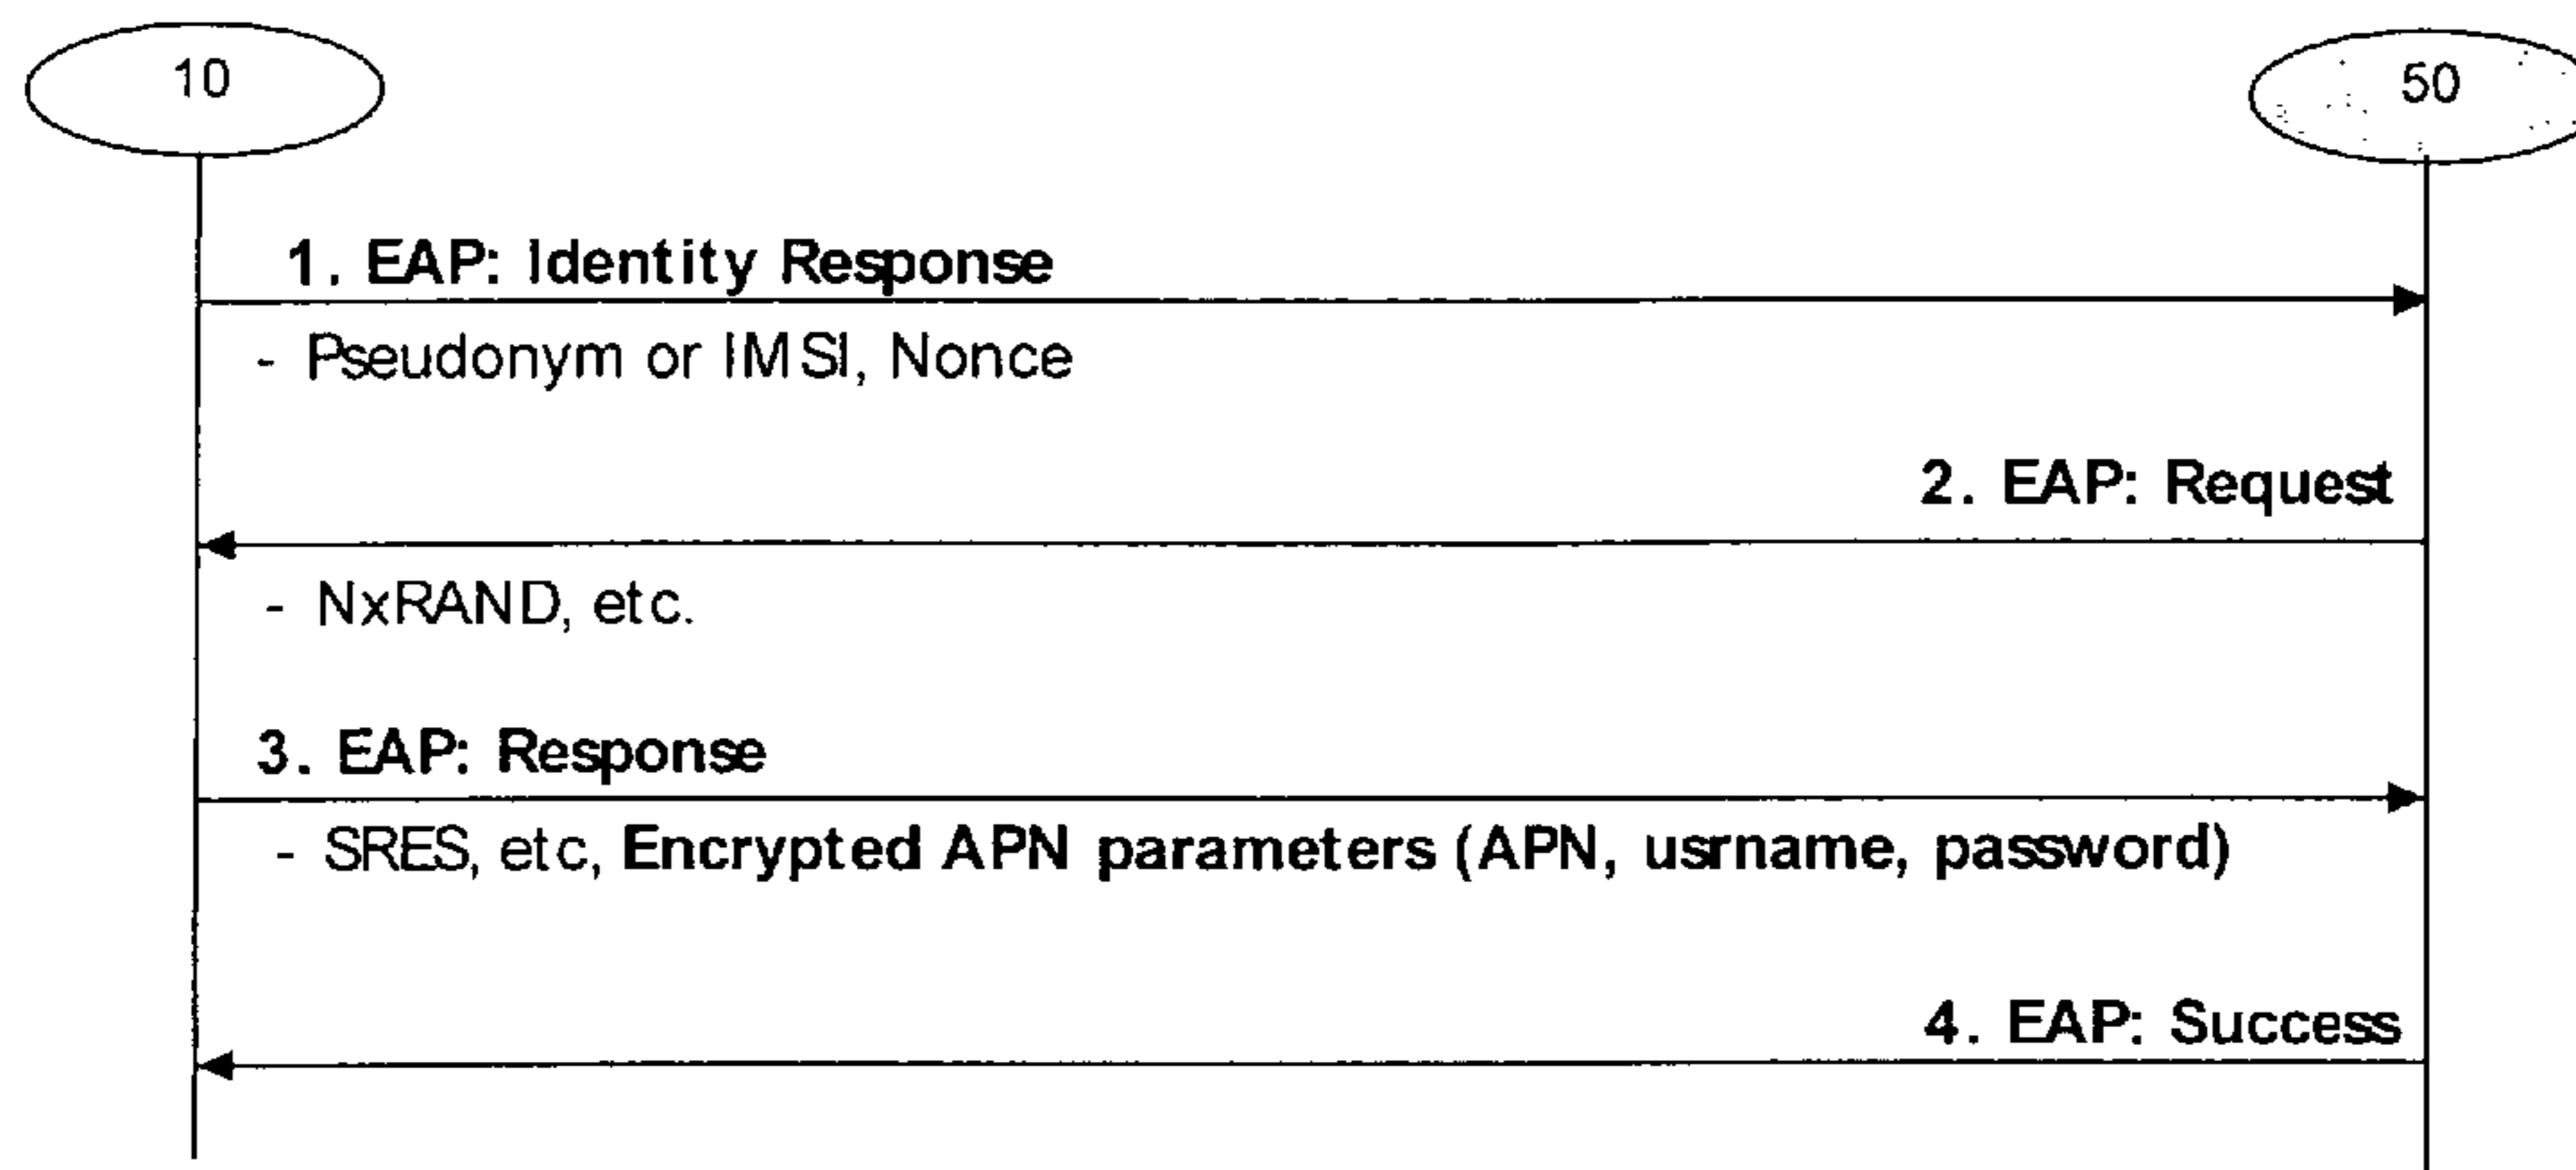 10
50
1. EAP: Identity Response
- Pseudonym or IMSI, Nonce
2. EAP: Request
- NxRAND, etc.
3. EAP: Response
- SRES, etc, Encrypted APN parameters (APN, usrname, password)
4. EAP: Success